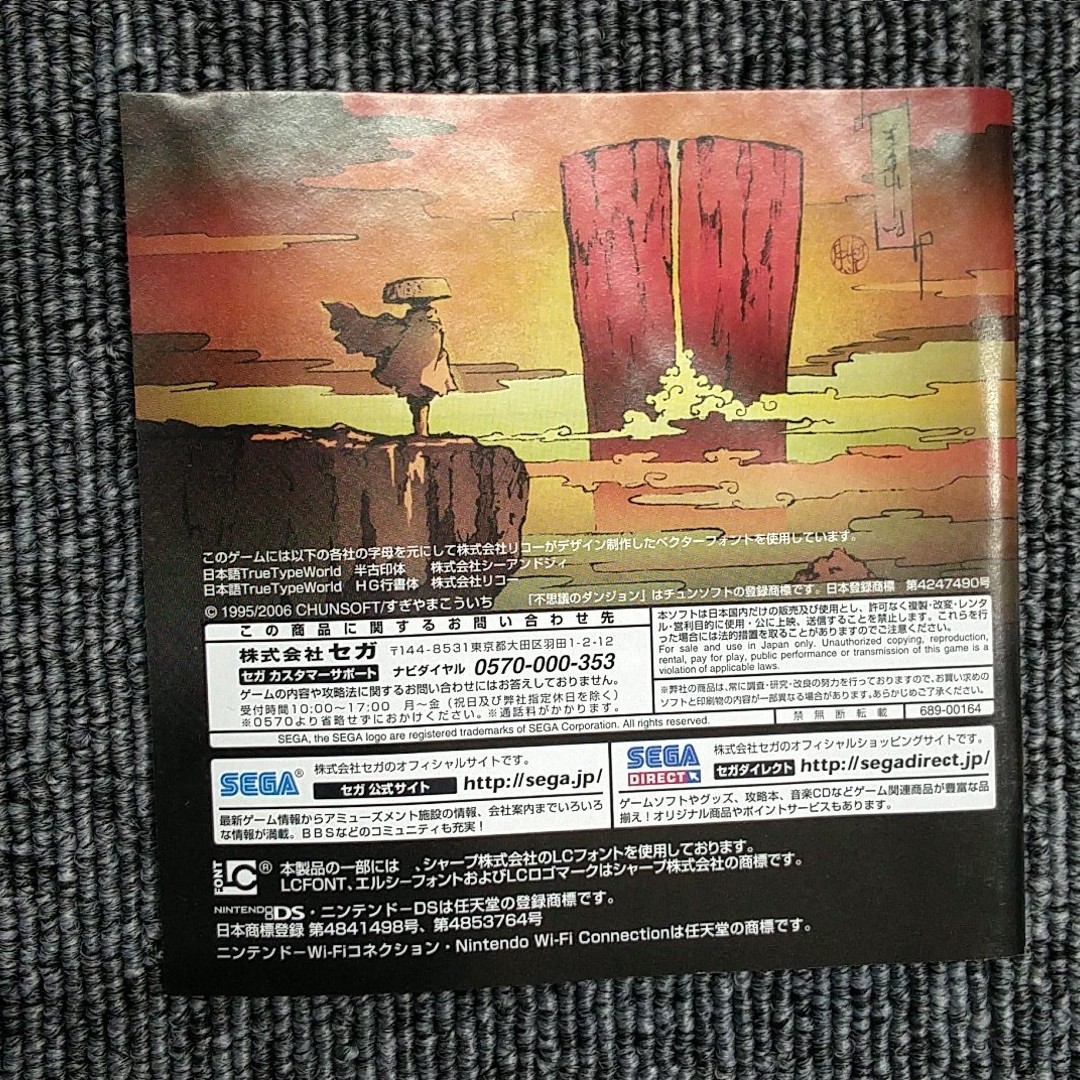 このゲームには以下の各社の字母を元にして株式会社リコーがデザイン制作したベクターフォントを使用しています。
日本語TrueTypeWorld 半古印体 株式会社シーアンドジィ
日本語TrueTypeWorld HG行書体 株式会社リコー
「不思議のダンジョン」はチュンソフトの登録商標です。日本登録商標 第4247490号
© 1995/2006 CHUNSOFT/すぎやまこういち
この商品に関するお問い合わせ先
株式会社セガ 〒144-8531東京都大田区羽田1-2-12
セガ カスタマーサポート ナビダイヤル 0570-000-353
ゲームの内容や攻略法に関するお問い合わせにはお答えしておりません。
受付時間10:00〜17:00 月〜金(祝日及び弊社指定休日を除く)
※0570より省略せずにおかけください。※通話料がかかります。
本ソフトは日本国内だけの販売及び使用とし、許可なく複製・改変・レンタ
ル・営利目的に使用・公に上映、送信することを禁止します。これらを行
った場合には法的措置を取ることがありますのでご注意ください。
For sale and use in Japan only. Unauthorized copying, reproduction,
rental, pay for play, public performance or transmission of this game is a
violation of applicable laws.
※弊社の商品は、常に調査・研究・改良の努力を行っておりますので、お買い求めの
ソフトと印刷物の内容が一部異なる場合があります。あらかじめご了承ください。
禁無断転載 689-00164
SEGA, the SEGA logo are registered trademarks of SEGA Corporation. All rights reserved.
SEGA® 株式会社セガのオフィシャルサイトです。
セガ 公式サイト http://sega.jp/
最新ゲーム情報からアミューズメント施設の情報、会社案内までいろいろ
な情報が満載。BBSなどのコミュニティも充実!
SEGA DIRECT 株式会社セガのオフィシャルショッピングサイトです。
セガダイレクト http://segadirect.jp/
ゲームソフトやグッズ、攻略本、音楽CDなどゲーム関連商品が豊富な品
揃え!オリジナル商品やポイントサービスもあります。
LC FONT® 本製品の一部には 、シャープ株式会社のLCフォントを使用しております。
LCFONT、エルシーフォントおよびLCロゴマークはシャープ株式会社の商標です。
NINTENDO DS・ニンテンドーDSは任天堂の登録商標です。
日本商標登録 第4841498号、第4853764号
ニンテンドーWi-Fiコネクション・Nintendo Wi-Fi Connectionは任天堂の商標です。